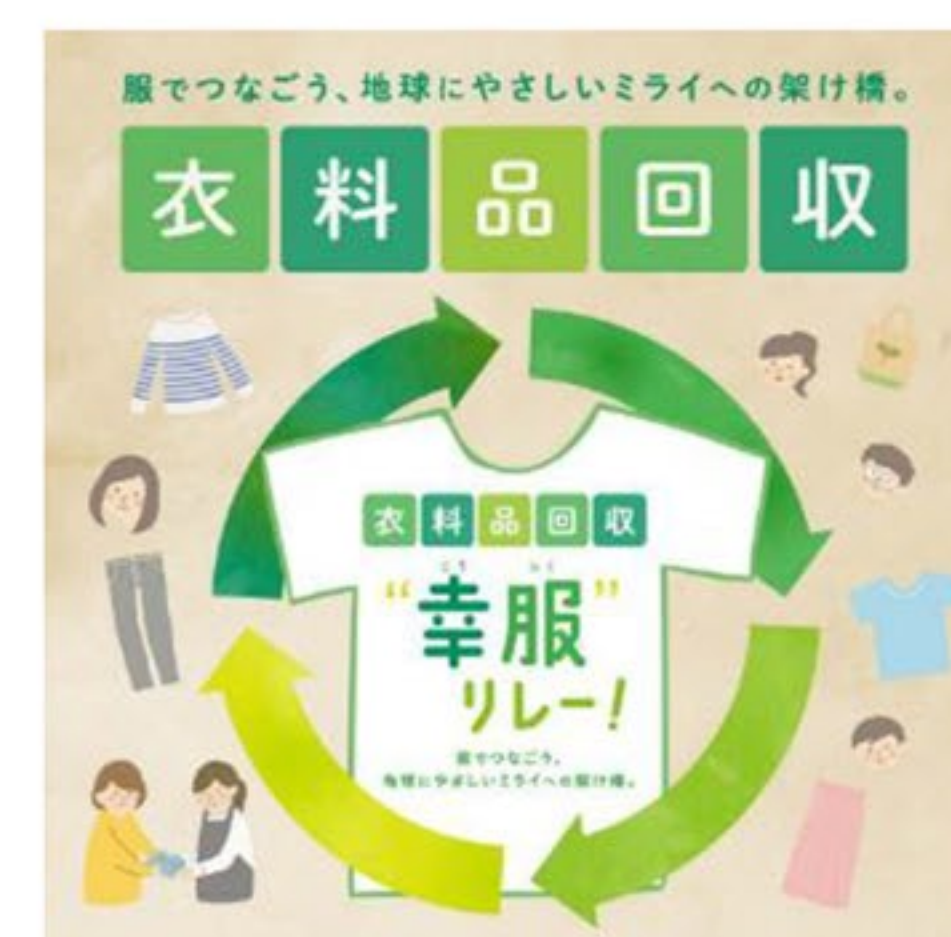 服でつなごう、地球にやさしいミライへの架け橋。
衣料品回収
衣料品回収
こう ふく
“幸服”
リレー！
服でつなごう、
地球にやさしいミライへの架け橋。